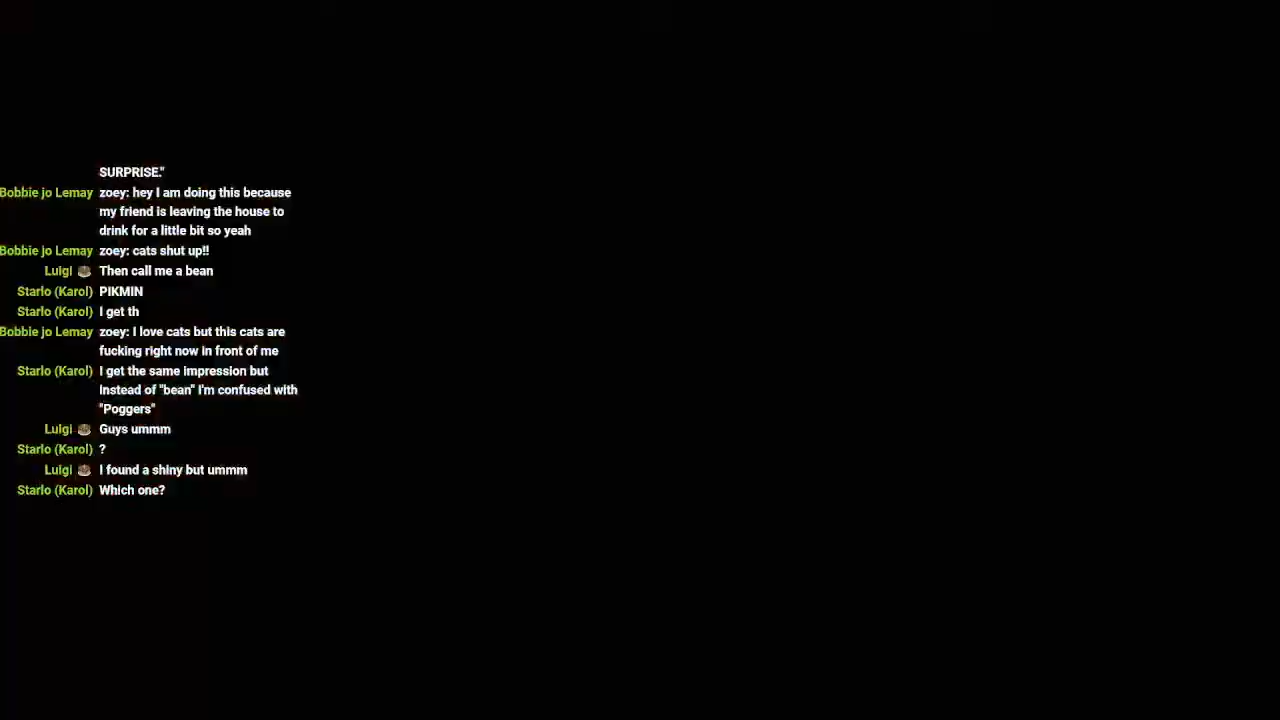 SURPRISE."
Bobbie jo Lemay zoey: hey I am doing this because
my friend is leaving the house to
drink for a little bit so yeah
Bobbie jo Lemay zoey: cats shut up!!
Luigi Then call me a bean
Starlo (Karol) PIKMIN
Starlo (Karol) I get th
Bobbie jo Lemay zoey: I love cats but this cats are
fucking right now in front of me
Starlo (Karol) I get the same impression but
instead of "bean" I'm confused with
"Poggers"
Luigi Guys ummm
Starlo (Karol) ?
Luigi I found a shiny but ummm
Starlo (Karol) Which one?